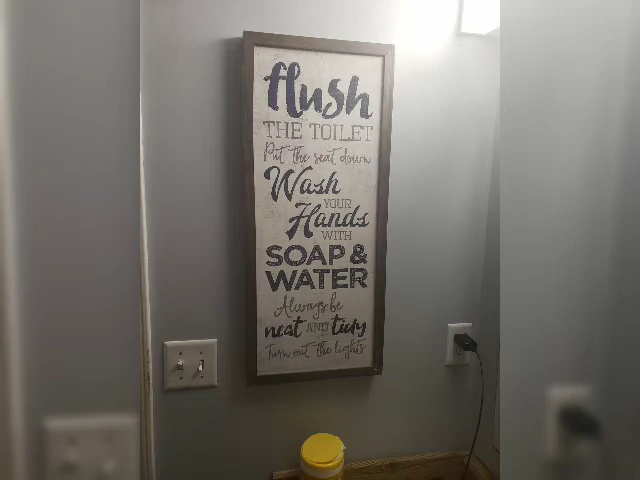 flush
THE TOILET
Put the seat down
Wash
YOUR
Hands
WITH
SOAP &
WATER
Always be
neat AND tidy
Turn out the lights